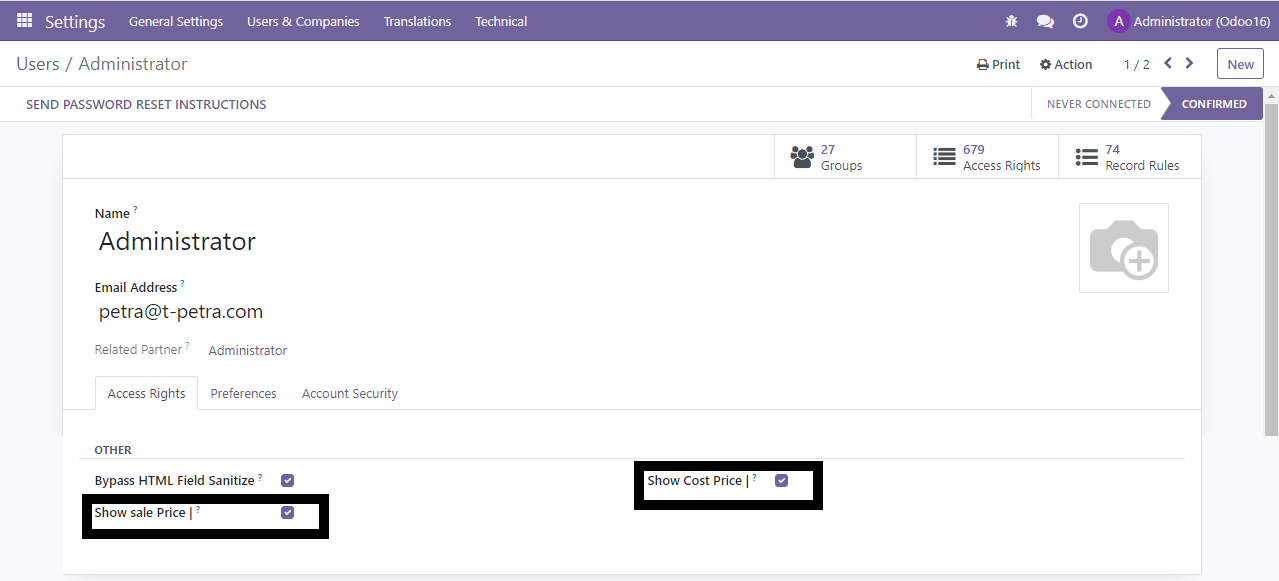 Settings General Settings Users & Companies Translations Technical A Administrator (Odoo16)
Users / Administrator Print Action 1 / 2 New
SEND PASSWORD RESET INSTRUCTIONS NEVER CONNECTED CONFIRMED
27 679 74
Groups Access Rights Record Rules
Name ?
Administrator
Email Address ?
petra@t-petra.com
Related Partner ? Administrator
Access Rights Preferences Account Security
OTHER
Bypass HTML Field Sanitize ? Show Cost Price | ?
Show sale Price | ?